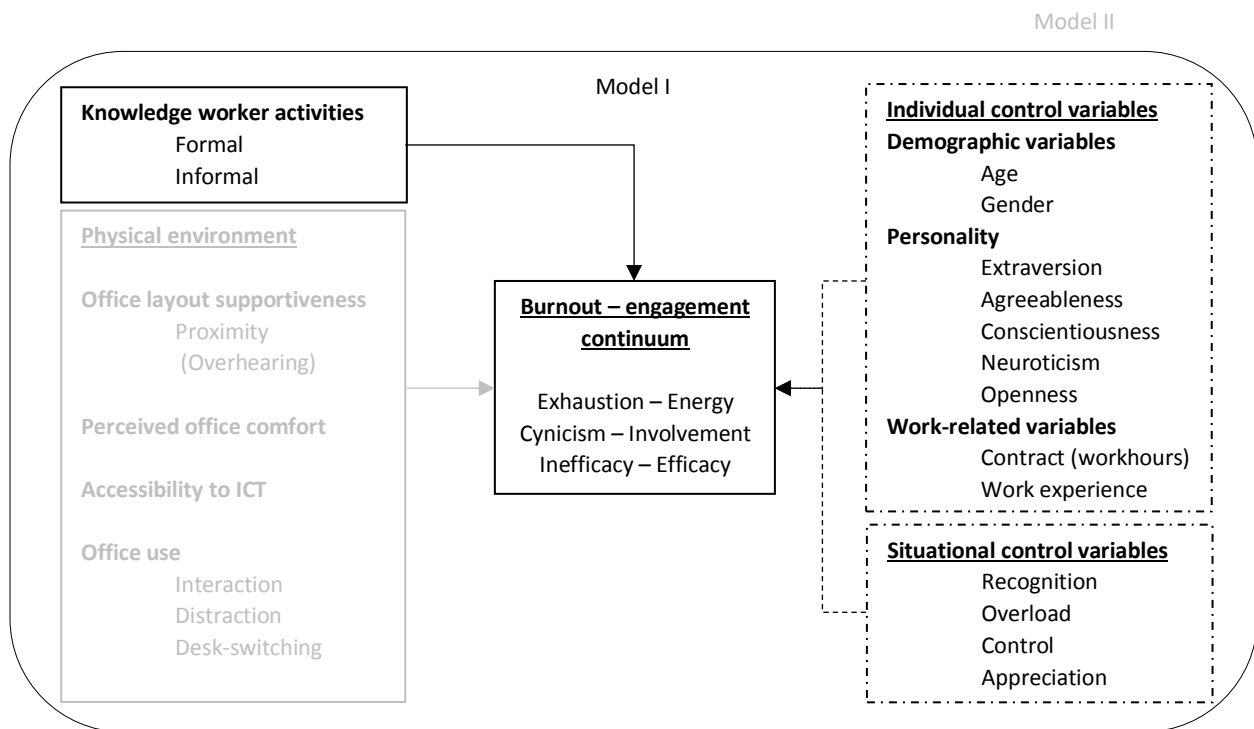 Model II
Model I
Knowledge worker activities
Formal
Informal
Physical environment
Office layout supportiveness
Proximity
(Overhearing)
Perceived office comfort
Accessibility to ICT
Office use
Interaction
Distraction
Desk-switching
Burnout – engagement
continuum
Exhaustion – Energy
Cynicism – Involvement
Inefficacy – Efficacy
Individual control variables
Demographic variables
Age
Gender
Personality
Extraversion
Agreeableness
Conscientiousness
Neuroticism
Openness
Work-related variables
Contract (workhours)
Work experience
Situational control variables
Recognition
Overload
Control
Appreciation